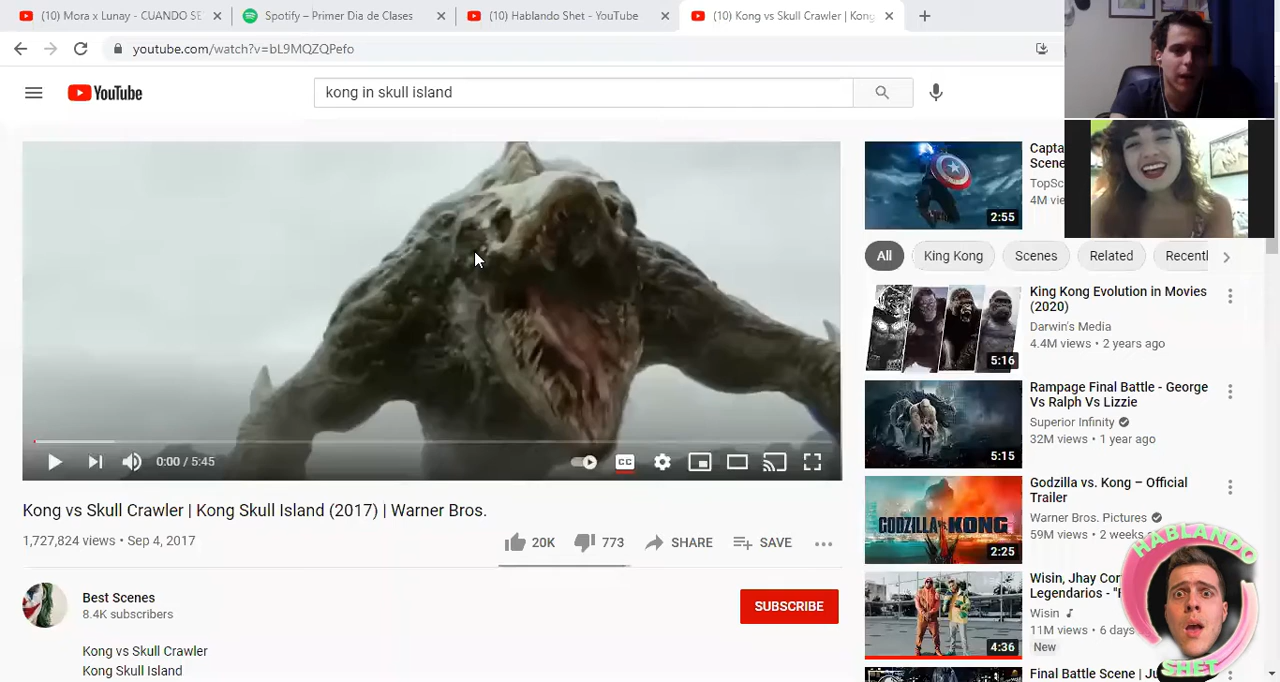 (10) Mora x Lunay - CUANDO SE
Spotify – Primer Dia de Clases
(10) Hablando Shet - YouTube
(10) Kong vs Skull Crawler | Kong
youtube.com/watch?v=bL9MQZQPefo
YouTube
kong in skull island
Capta
Scene
TopSc
4M vie
2:55
All
King Kong
Scenes
Related
Recentl
King Kong Evolution in Movies
(2020)
Darwin's Media
4.4M views • 2 years ago
5:16
Rampage Final Battle - George
Vs Ralph Vs Lizzie
Superior Infinity
32M views • 1 year ago
5:15
0:00 / 5:45
CC
Godzilla vs. Kong – Official
Trailer
Warner Bros. Pictures
59M views • 2 weeks
GODZILLA vs KONG
2:25
Kong vs Skull Crawler | Kong Skull Island (2017) | Warner Bros.
1,727,824 views • Sep 4, 2017
20K
773
SHARE
SAVE
Best Scenes
8.4K subscribers
SUBSCRIBE
Kong vs Skull Crawler
Kong Skull Island
Wisin, Jhay Cor
Legendarios - "F
Wisin
11M views • 6 days
New
4:36
HABLANDO
SHET
Final Battle Scene | Ju